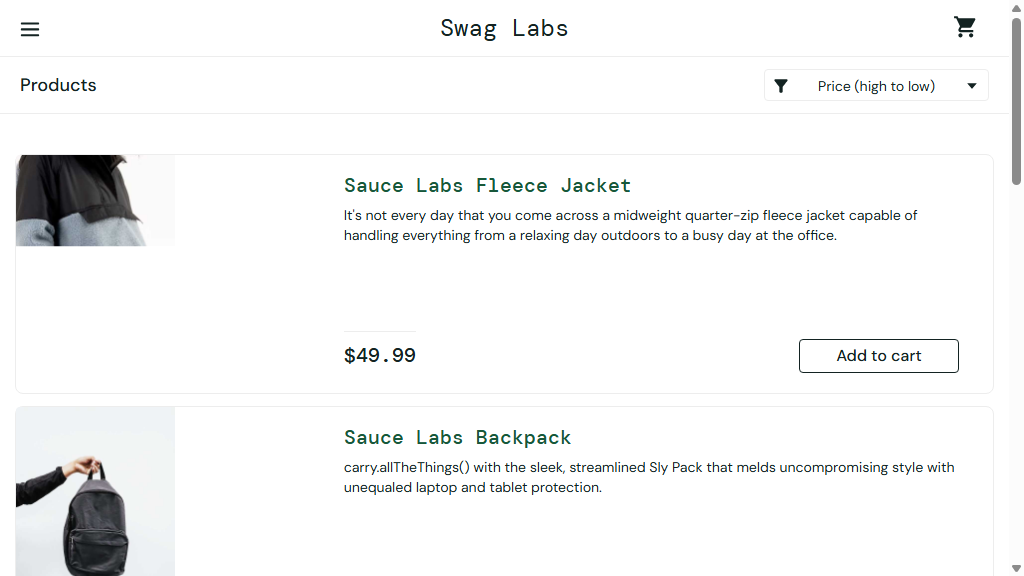 Swag Labs
Products
Price (high to low)
Sauce Labs Fleece Jacket
It's not every day that you come across a midweight quarter-zip fleece jacket capable of
handling everything from a relaxing day outdoors to a busy day at the office.
$49.99
Add to cart
Sauce Labs Backpack
carry.allTheThings() with the sleek, streamlined Sly Pack that melds uncompromising style with
unequaled laptop and tablet protection.